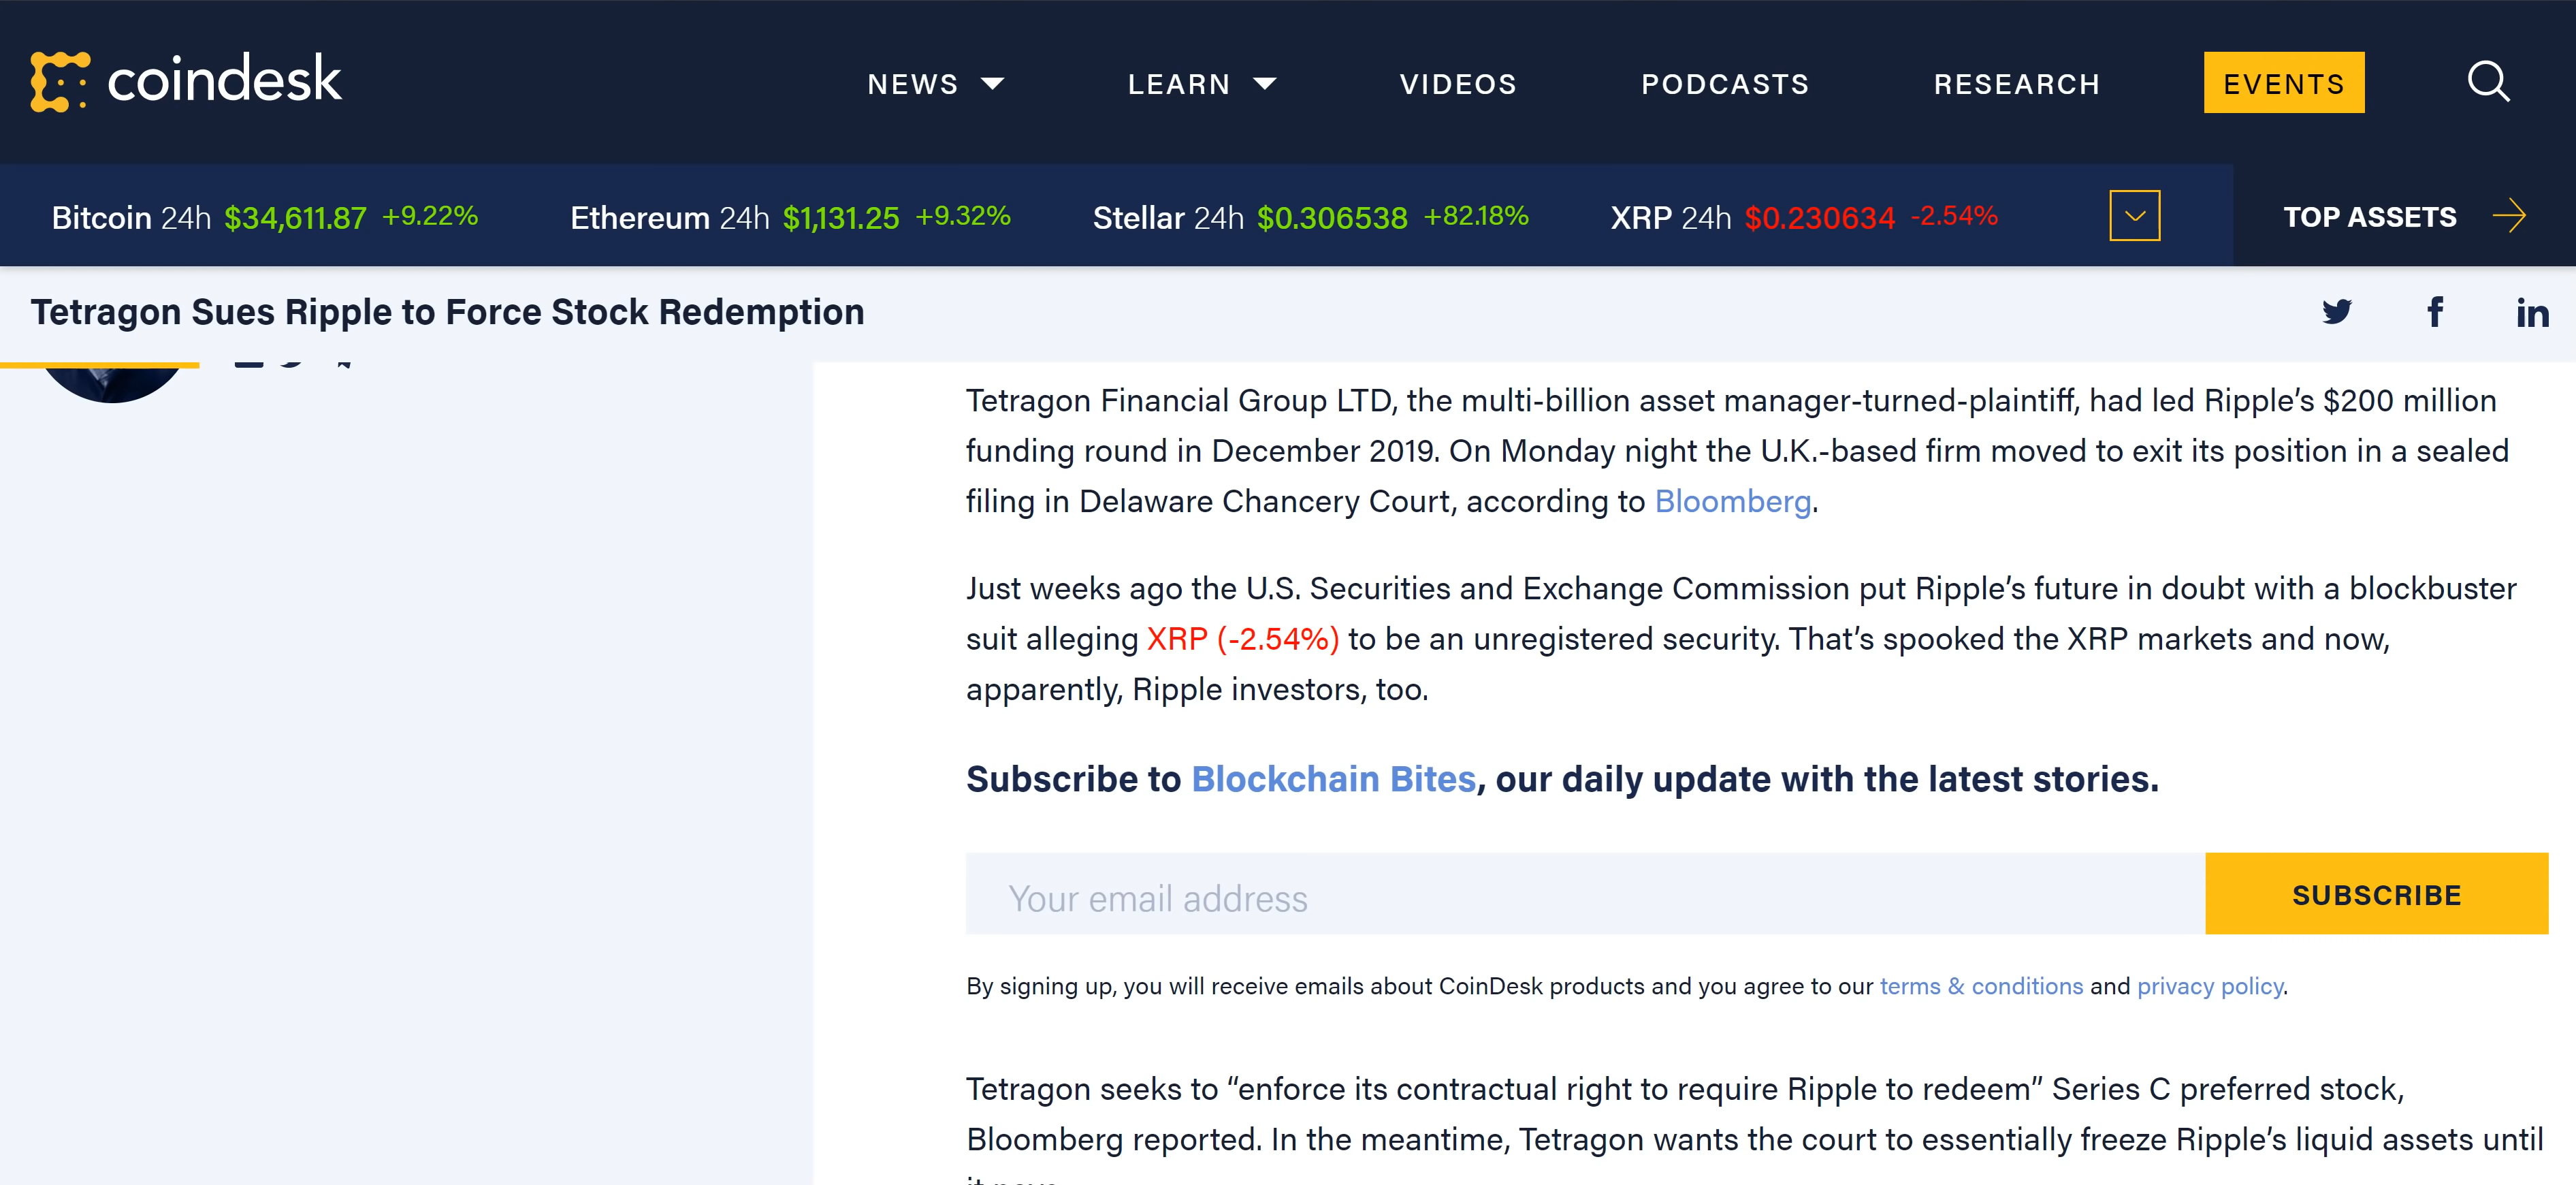 coindesk
NEWS LEARN VIDEOS PODCASTS RESEARCH EVENTS
Bitcoin 24h $34,611.87 +9.22% Ethereum 24h $1,131.25 +9.32% Stellar 24h $0.306538 +82.18% XRP 24h $0.230634 -2.54% TOP ASSETS
Tetragon Sues Ripple to Force Stock Redemption
Tetragon Financial Group LTD, the multi-billion asset manager-turned-plaintiff, had led Ripple’s $200 million
funding round in December 2019. On Monday night the U.K.-based firm moved to exit its position in a sealed
filing in Delaware Chancery Court, according to Bloomberg.
Just weeks ago the U.S. Securities and Exchange Commission put Ripple’s future in doubt with a blockbuster
suit alleging XRP (-2.54%) to be an unregistered security. That’s spooked the XRP markets and now,
apparently, Ripple investors, too.
Subscribe to Blockchain Bites, our daily update with the latest stories.
Your email address SUBSCRIBE
By signing up, you will receive emails about CoinDesk products and you agree to our terms & conditions and privacy policy.
Tetragon seeks to “enforce its contractual right to require Ripple to redeem” Series C preferred stock,
Bloomberg reported. In the meantime, Tetragon wants the court to essentially freeze Ripple’s liquid assets until